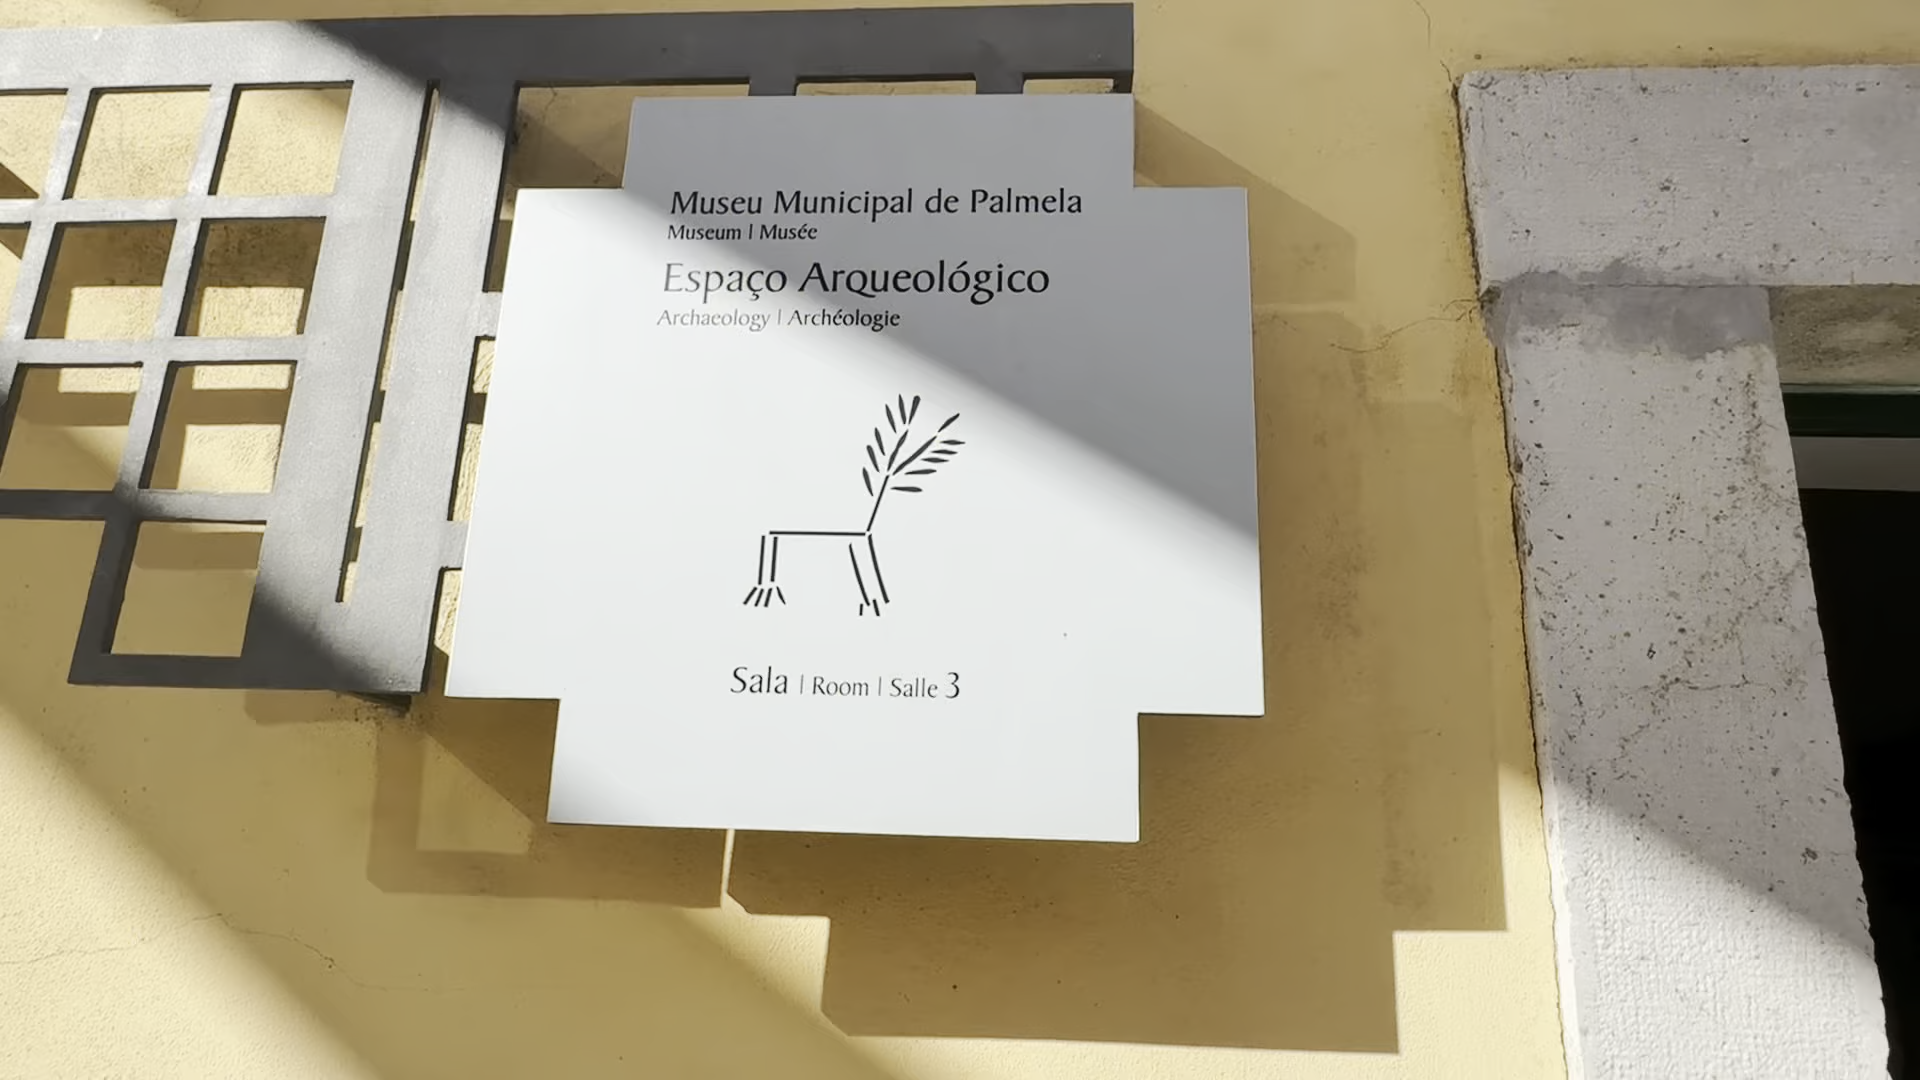 Museu Municipal de Palmela
Museum | Musée
Espaço Arqueológico
Archaeology | Archéologie
Sala | Room | Salle 3